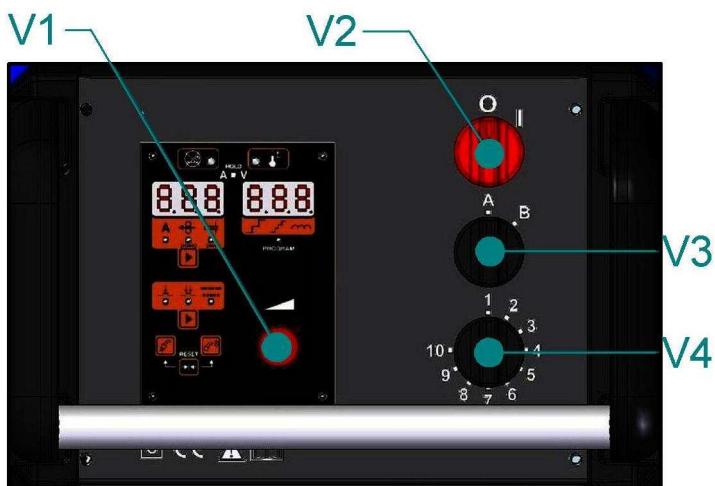 V1
V2
O I
HOLD
A V
8.8.8. 8.8.8.
A
PROGRAM
A
B
V3
1
2
3
4
5
6
7
8
9
10
V4
RESET
CE